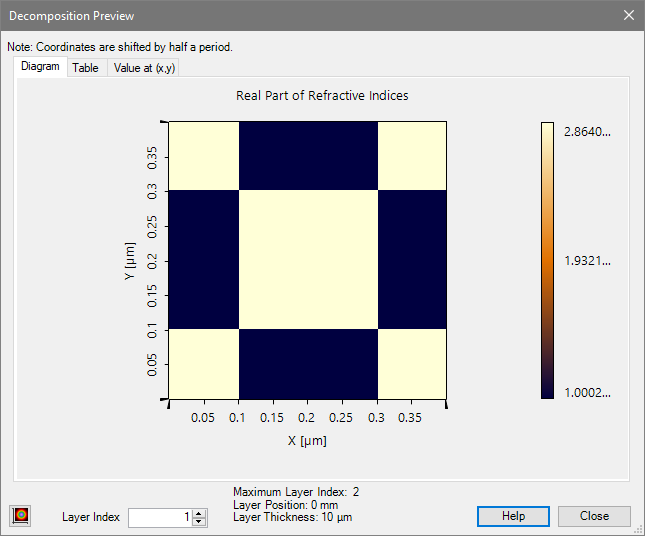 Decomposition Preview
Note: Coordinates are shifted by half a period.
Diagram Table Value at (x,y)
Real Part of Refractive Indices
2.8640...
1.9321...
1.0002...
Y [µm]
0.35
0.3
0.25
0.2
0.15
0.1
0.05
0.05 0.1 0.15 0.2 0.25 0.3 0.35
X [µm]
Maximum Layer Index: 2
Layer Position: 0 mm
Layer Thickness: 10 µm
Layer Index 1
Help Close